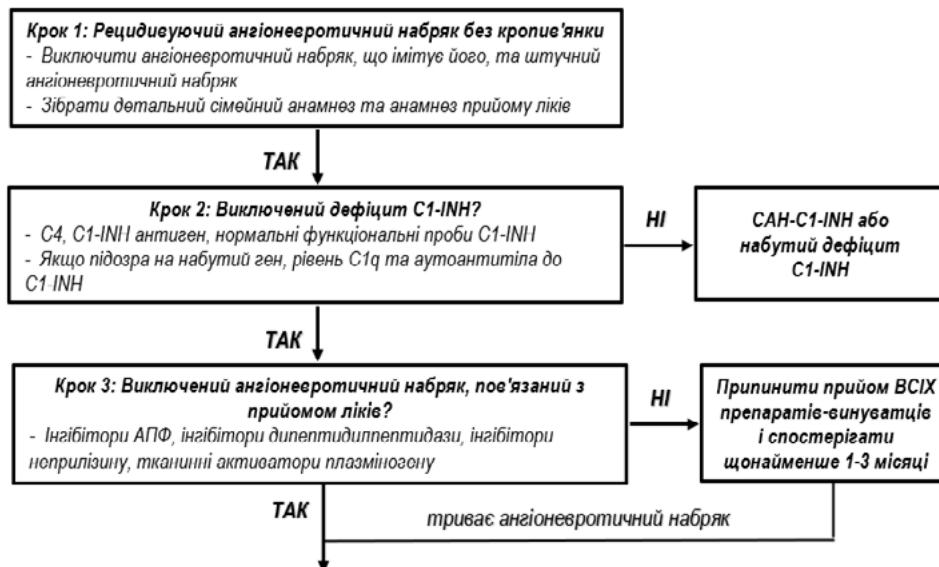 Крок 1: Рецидивуючий ангіоневротичний набряк без кропив'янки
- Виключити ангіоневротичний набряк, що імітує його, та штучний
ангіоневротичний набряк
- Зібрати детальний сімейний анамнез та анамнез прийому ліків
ТАК
Крок 2: Виключений дефіцит C1-INH?
- C4, C1-INH антиген, нормальні функціональні проби C1-INH
- Якщо підозра на набутий ген, рівень C1q та аутоантитіла до
C1-INH
НІ
САН-C1-INH або
набутий дефіцит
C1-INH
ТАК
Крок 3: Виключений ангіоневротичний набряк, пов'язаний з
прийомом ліків?
- Інгібітори АПФ, інгібітори дипептидилпептидази, інгібітори
неприлізину, тканинні активатори плазміногену
НІ
Припинити прийом ВСІХ
препаратів-винуватців
і спостерігати
щонайменше 1-3 місяці
ТАК
триває ангіоневротичний набряк